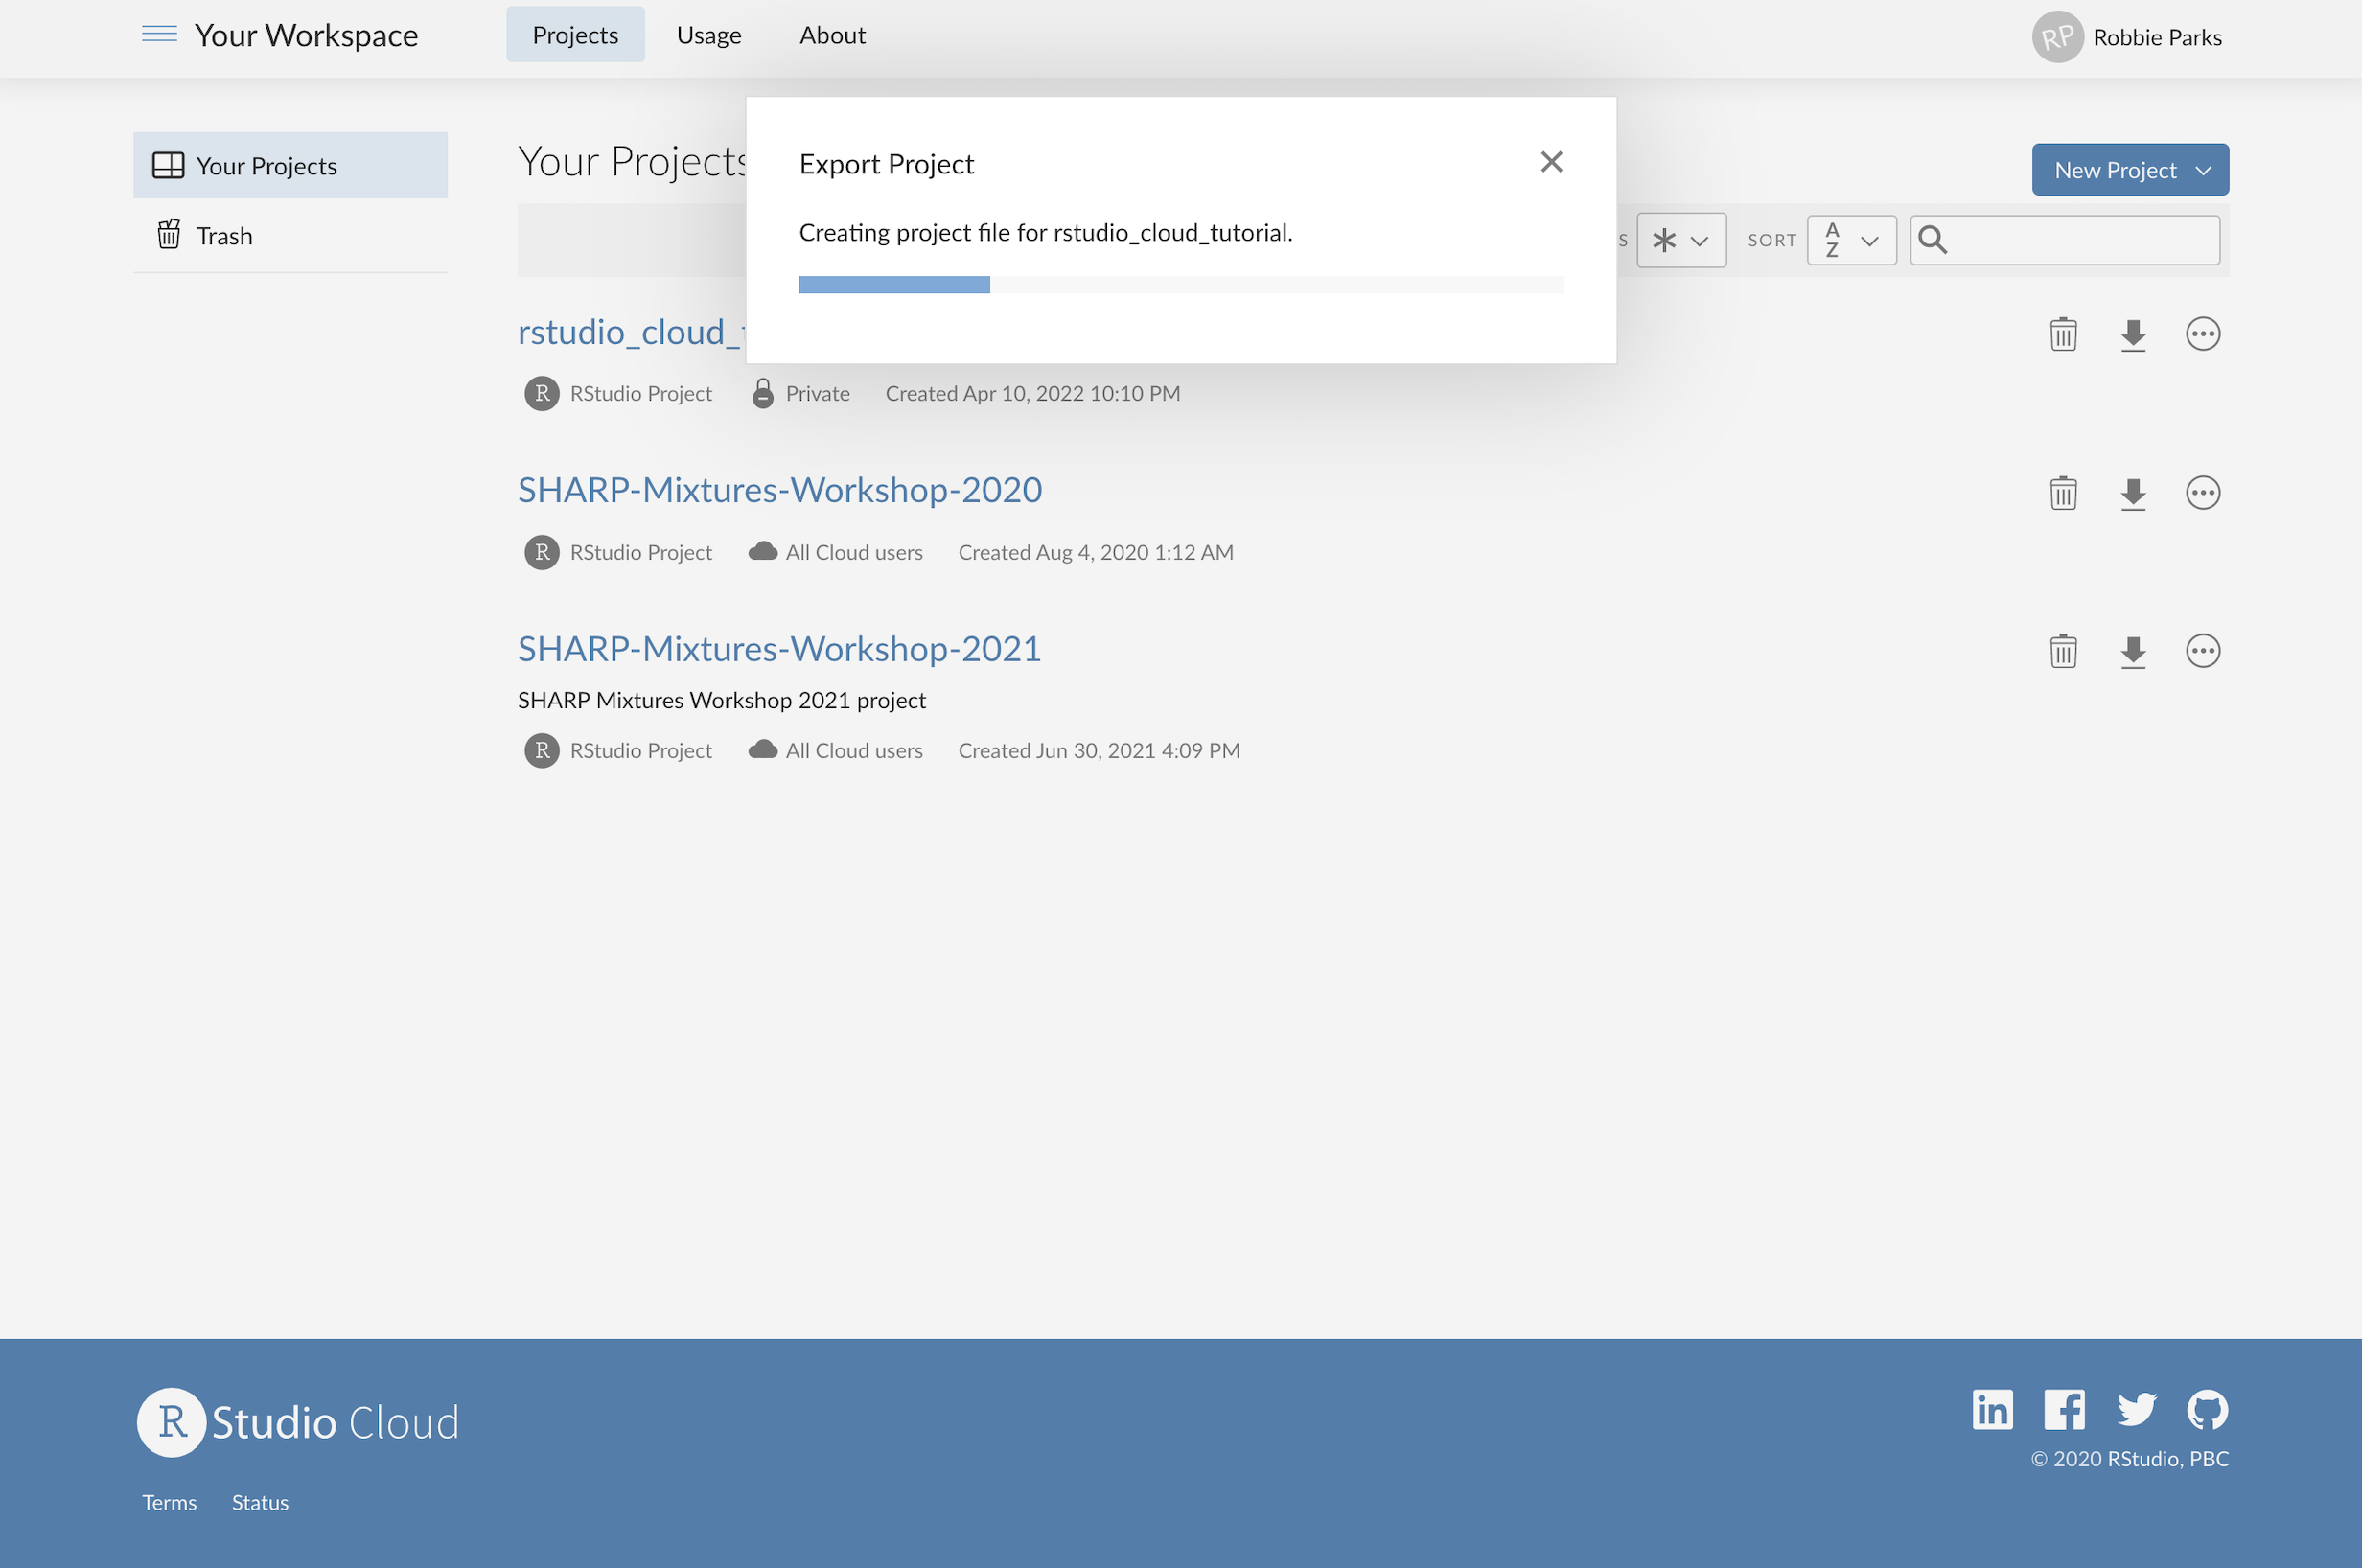 Your Workspace Projects Usage About RP Robbie Parks
Your Projects
Trash
Your Projects
New Project
Export Project
Creating project file for rstudio_cloud_tutorial.
SORT A Z
rstudio_cloud_
R RStudio Project Private Created Apr 10, 2022 10:10 PM
SHARP-Mixtures-Workshop-2020
R RStudio Project All Cloud users Created Aug 4, 2020 1:12 AM
SHARP-Mixtures-Workshop-2021
SHARP Mixtures Workshop 2021 project
R RStudio Project All Cloud users Created Jun 30, 2021 4:09 PM
R Studio Cloud
© 2020 RStudio, PBC
Terms Status